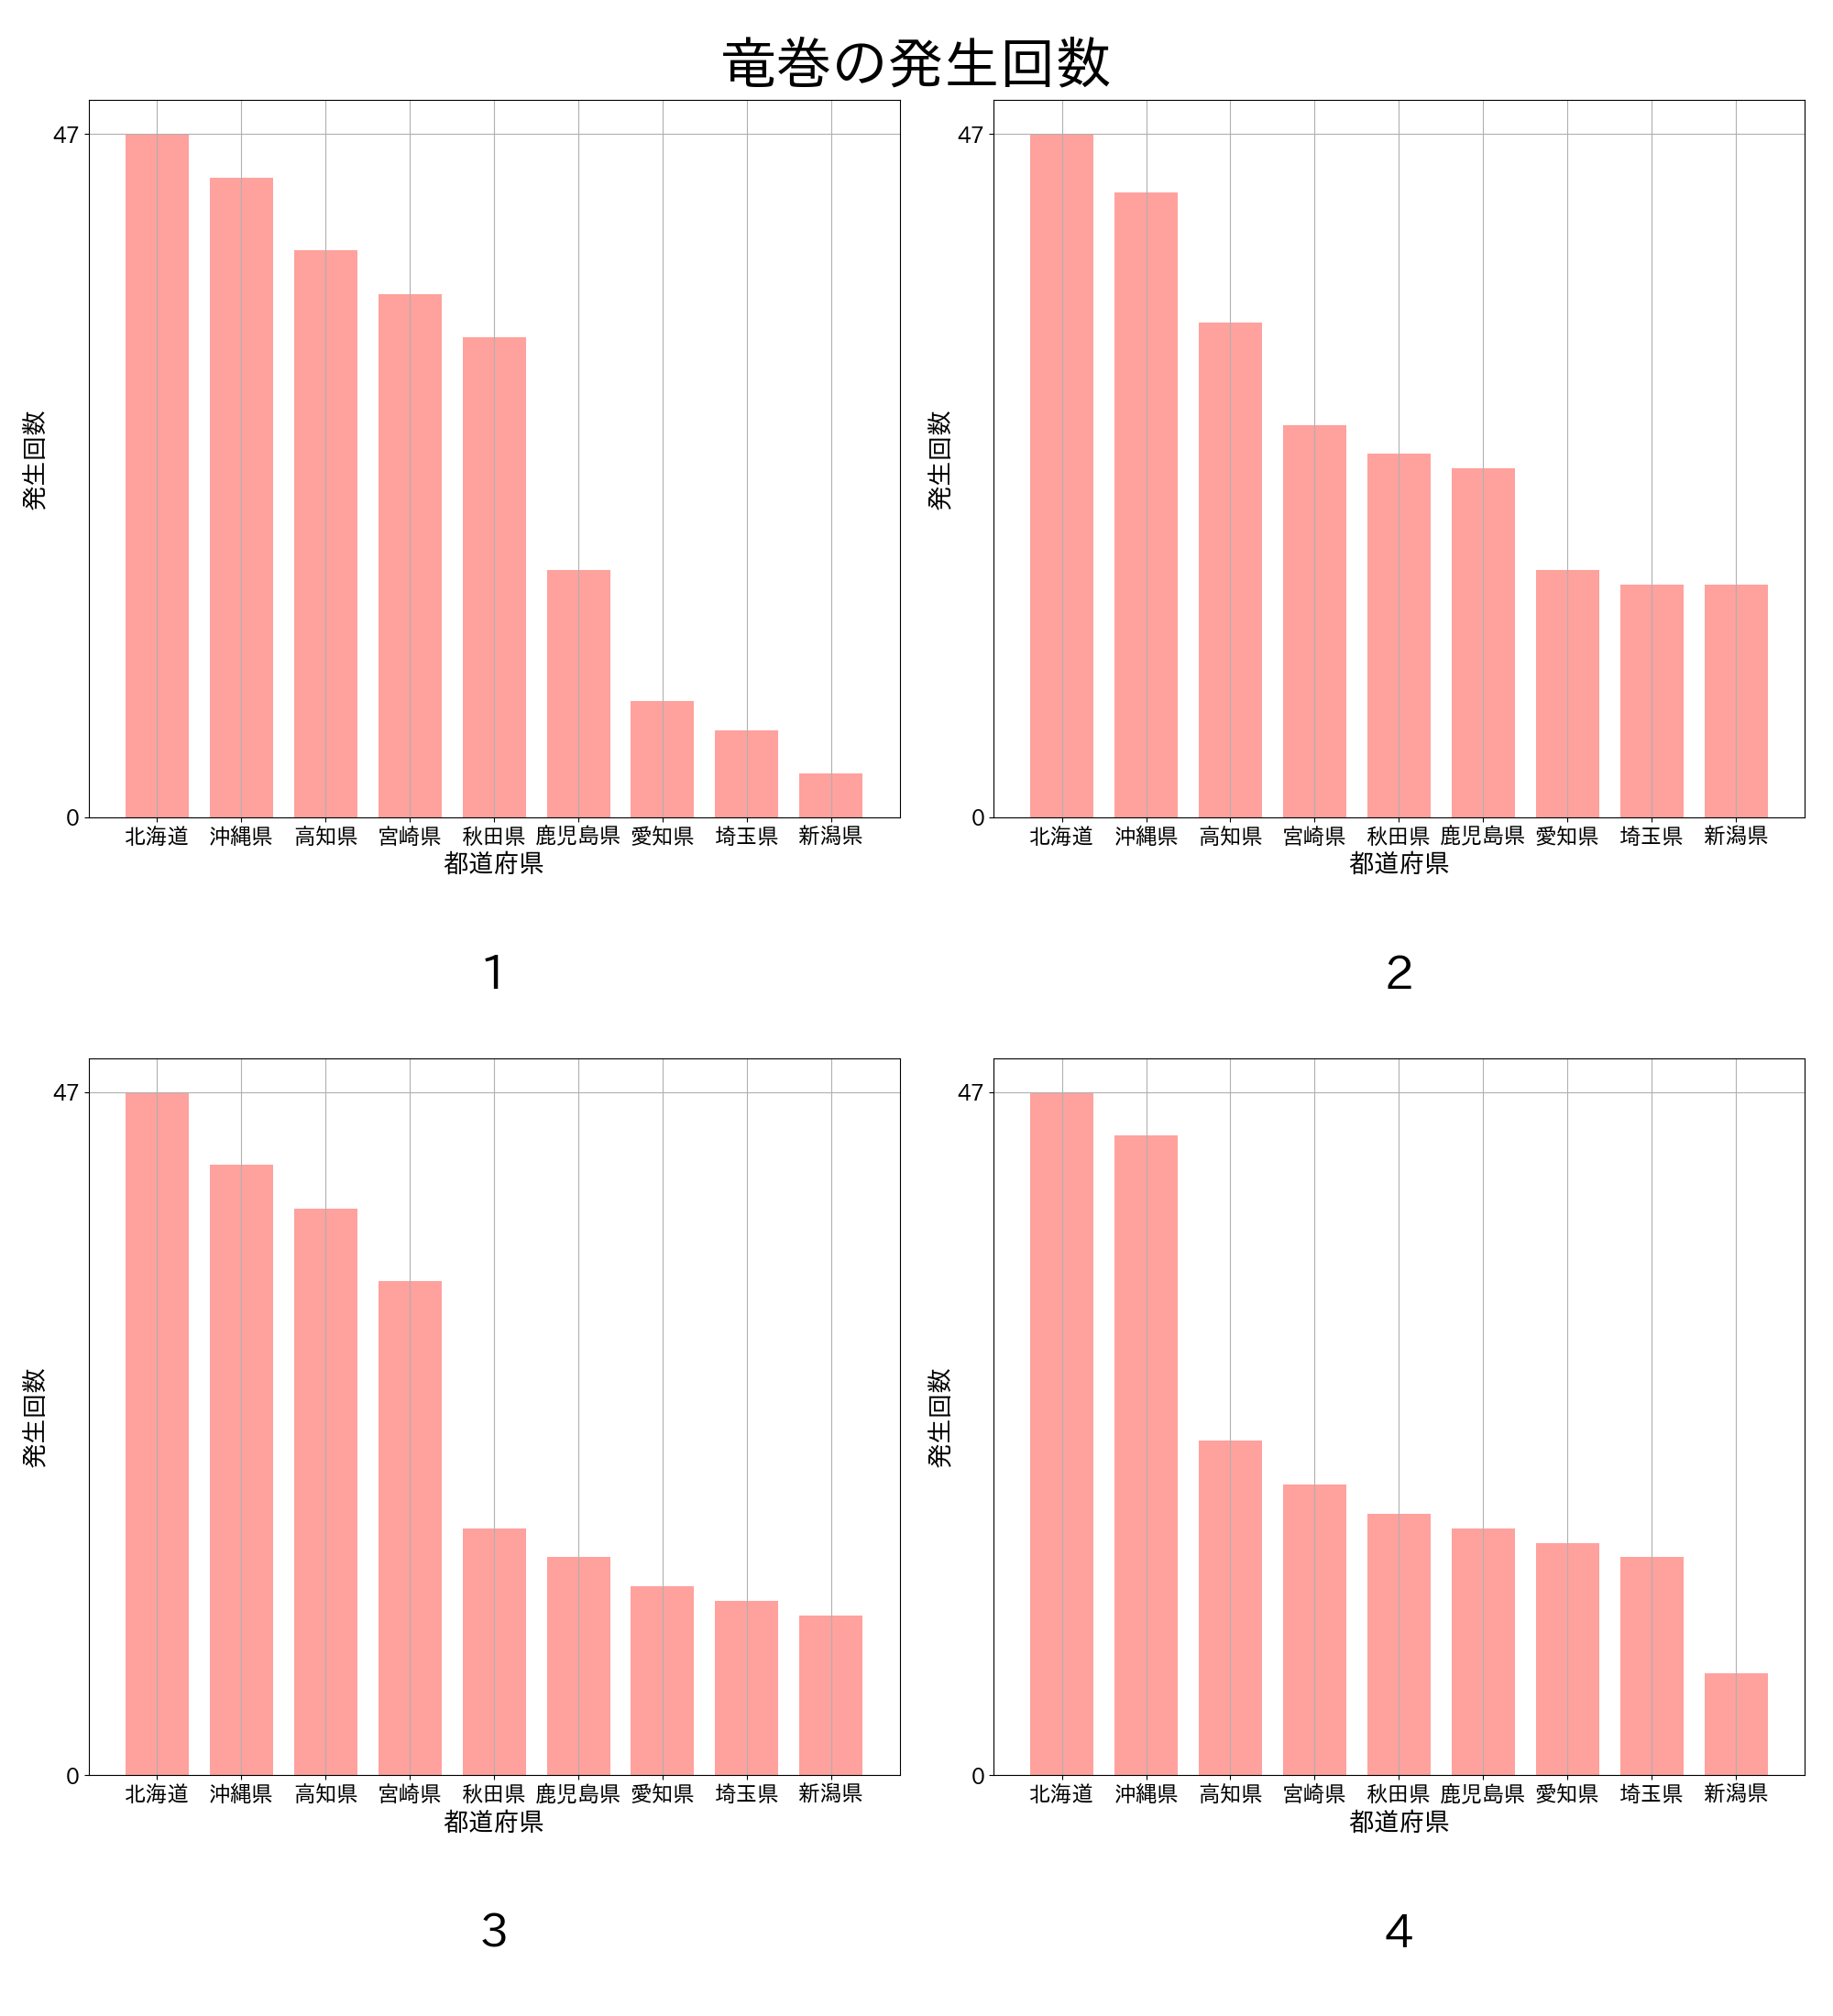 竜巻の発生回数
47
0
発生回数
北海道 沖縄県 高知県 宮崎県 秋田県 鹿児島県 愛知県 埼玉県 新潟県
都道府県
1
47
0
発生回数
北海道 沖縄県 高知県 宮崎県 秋田県 鹿児島県 愛知県 埼玉県 新潟県
都道府県
2
47
0
発生回数
北海道 沖縄県 高知県 宮崎県 秋田県 鹿児島県 愛知県 埼玉県 新潟県
都道府県
3
47
0
発生回数
北海道 沖縄県 高知県 宮崎県 秋田県 鹿児島県 愛知県 埼玉県 新潟県
都道府県
4